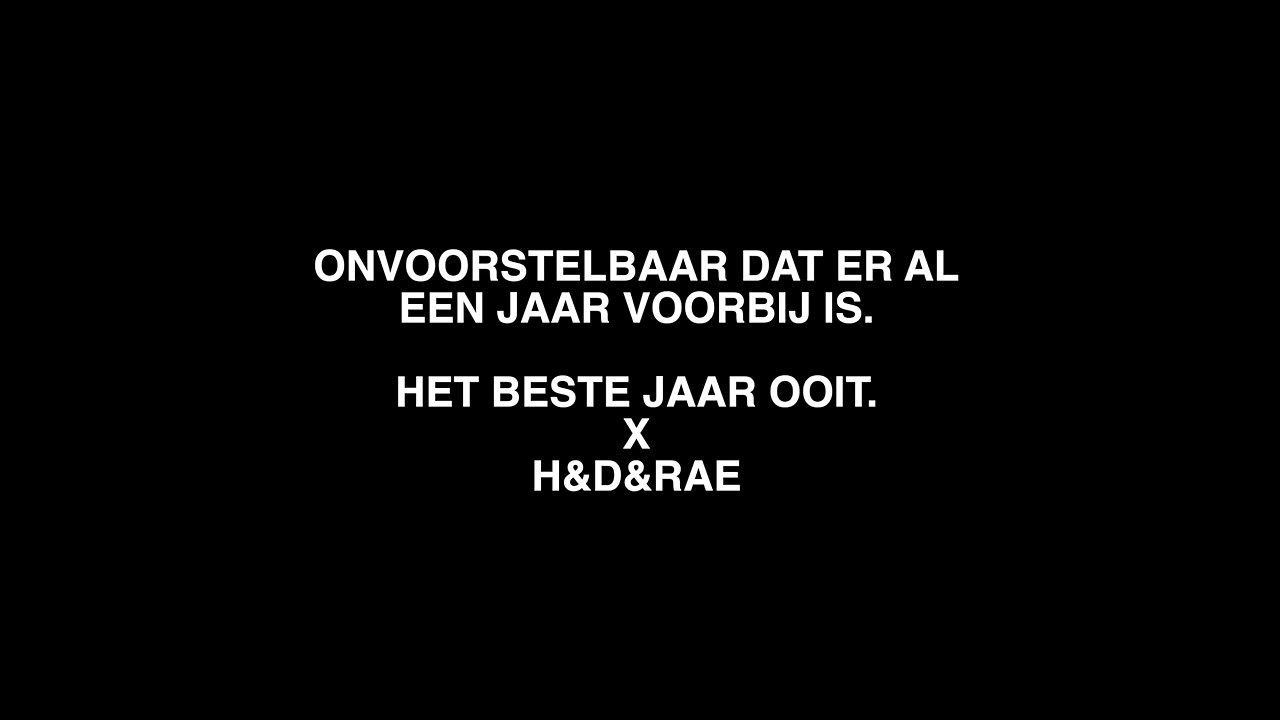 ONVOORSTELBAAR DAT ER AL
EEN JAAR VOORBIJ IS.
HET BESTE JAAR OOIT.
X
H&D&RAE